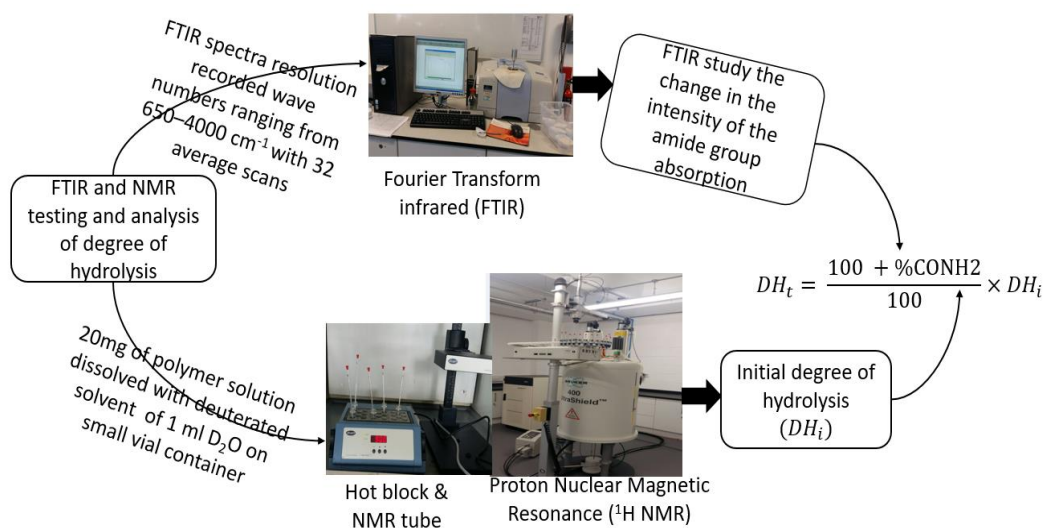 FTIR and NMR
testing and analysis
of degree of
hydrolysis
FTIR spectra resolution
recorded wave
numbers ranging from
650–4000 cm⁻¹ with 32
average scans
Fourier Transform
infrared (FTIR)
FTIR study the
change in the
intensity of the
amide group
absorption
20mg of polymer solution
dissolved with deuterated
solvent of 1 ml D₂O on
small vial container
Hot block &
NMR tube
400
UltraShield™
Proton Nuclear Magnetic
Resonance (¹H NMR)
Initial degree of
hydrolysis
(DHᵢ)
DHₜ = (100 + %CONH2)/100 × DHᵢ